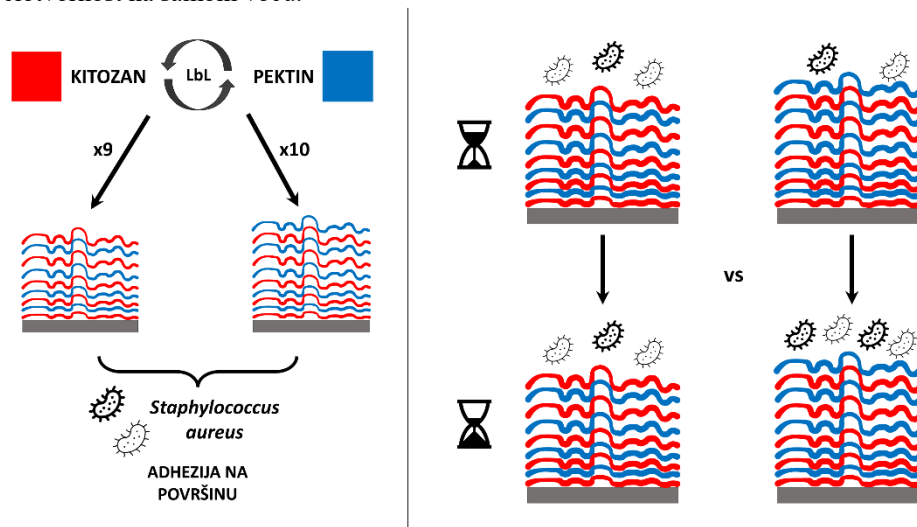 KITOZAN
LbL
PEKTIN
x9
x10
Staphylococcus
aureus
ADHEZIJA NA
POVRŠINU
vs